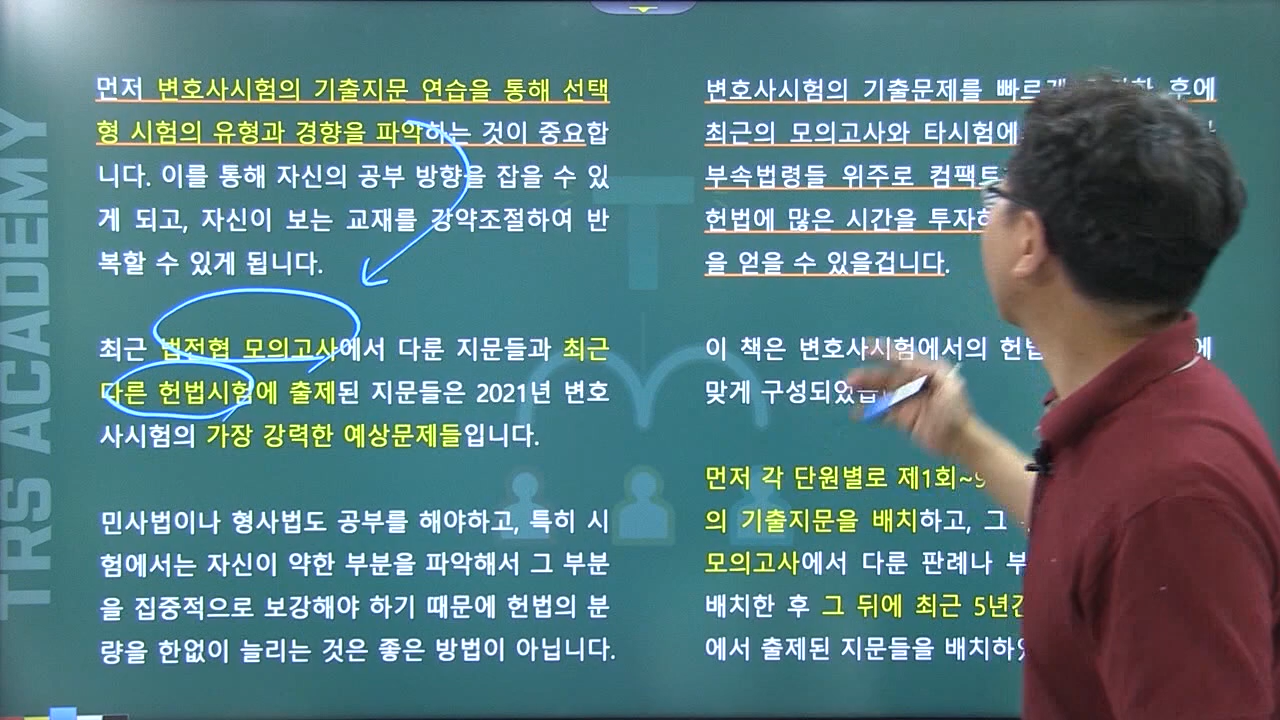 TRS ACADEMY
먼저 변호사시험의 기출지문 연습을 통해 선택
형 시험의 유형과 경향을 파악하는 것이 중요합
니다. 이를 통해 자신의 공부 방향을 잡을 수 있
게 되고, 자신이 보는 교재를 강약조절하여 반
복할 수 있게 됩니다.
최근 법전협 모의고사에서 다룬 지문들과 최근
다른 헌법시험에 출제된 지문들은 2021년 변호
사시험의 가장 강력한 예상문제들입니다.
민사법이나 형사법도 공부를 해야하고, 특히 시
험에서는 자신이 약한 부분을 파악해서 그 부분
을 집중적으로 보강해야 하기 때문에 헌법의 분
량을 한없이 늘리는 것은 좋은 방법이 아닙니다.
변호사시험의 기출문제를 빠르게 후에
최근의 모의고사와 타시험에
부속법령들 위주로 컴팩트
헌법에 많은 시간을 투자
을 얻을 수 있을겁니다.
이 책은 변호사시험에서의 헌법 에
맞게 구성되었습
먼저 각 단원별로 제1회~9
의 기출지문을 배치하고, 그
모의고사에서 다룬 판례나 부
배치한 후 그 뒤에 최근 5년간
에서 출제된 지문들을 배치하였